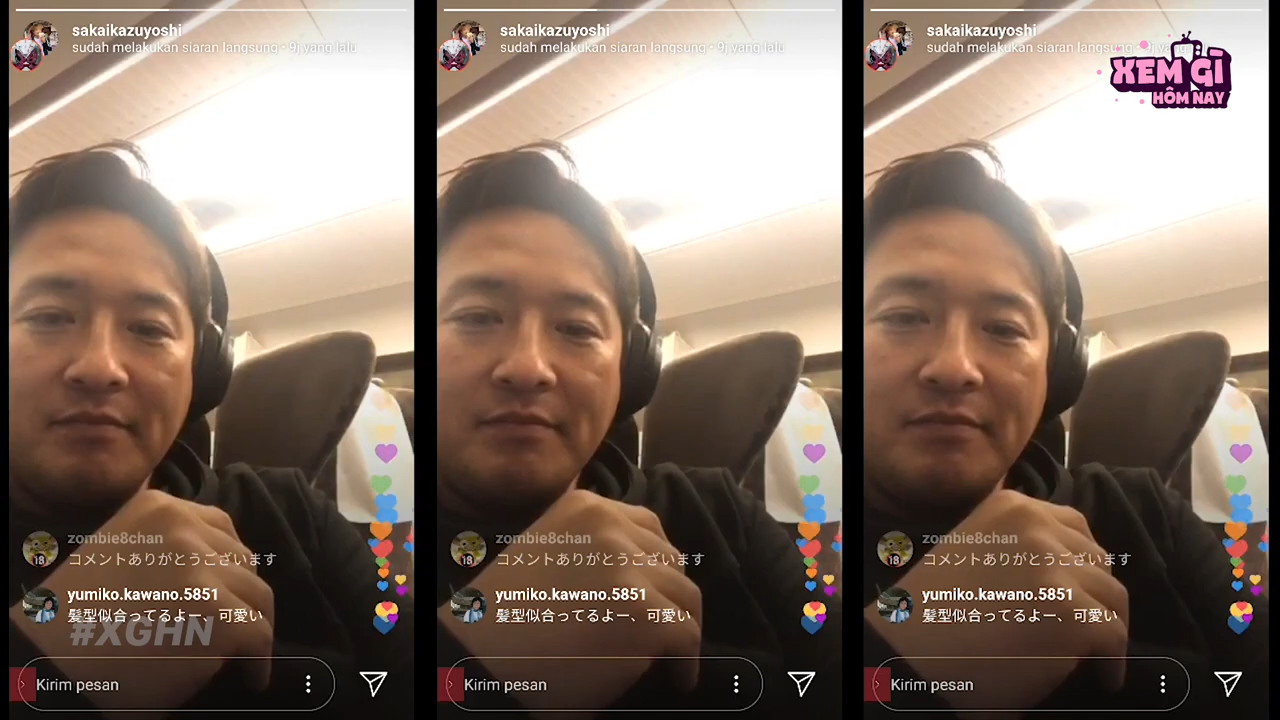 sakaikazuyoshi
sudah melakukan siaran langsung • 9j yang lalu
zombie8chan
コメントありがとうございます
yumiko.kawano.5851
髪型似合ってるよー、可愛い
#XGHN
Kirim pesan
sakaikazuyoshi
sudah melakukan siaran langsung • 9j yang lalu
zombie8chan
コメントありがとうございます
yumiko.kawano.5851
髪型似合ってるよー、可愛い
Kirim pesan
sakaikazuyoshi
sudah melakukan siaran langsung • 9j yang
XEM GÌ
HÔM NAY
zombie8chan
コメントありがとうございます
yumiko.kawano.5851
髪型似合ってるよー、可愛い
Kirim pesan